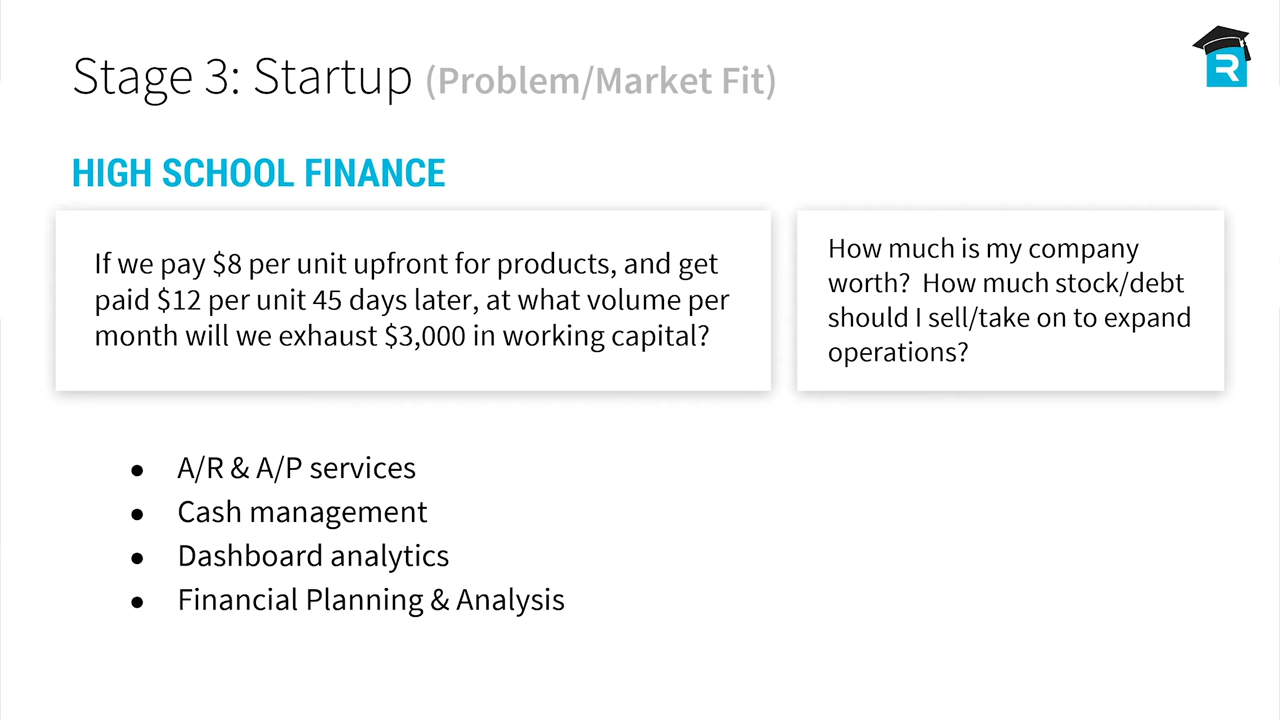 Stage 3: Startup (Problem/Market Fit)
R
HIGH SCHOOL FINANCE
If we pay $8 per unit upfront for products, and get
paid $12 per unit 45 days later, at what volume per
month will we exhaust $3,000 in working capital?
How much is my company
worth?  How much stock/debt
should I sell/take on to expand
operations?
● A/R & A/P services
● Cash management
● Dashboard analytics
● Financial Planning & Analysis